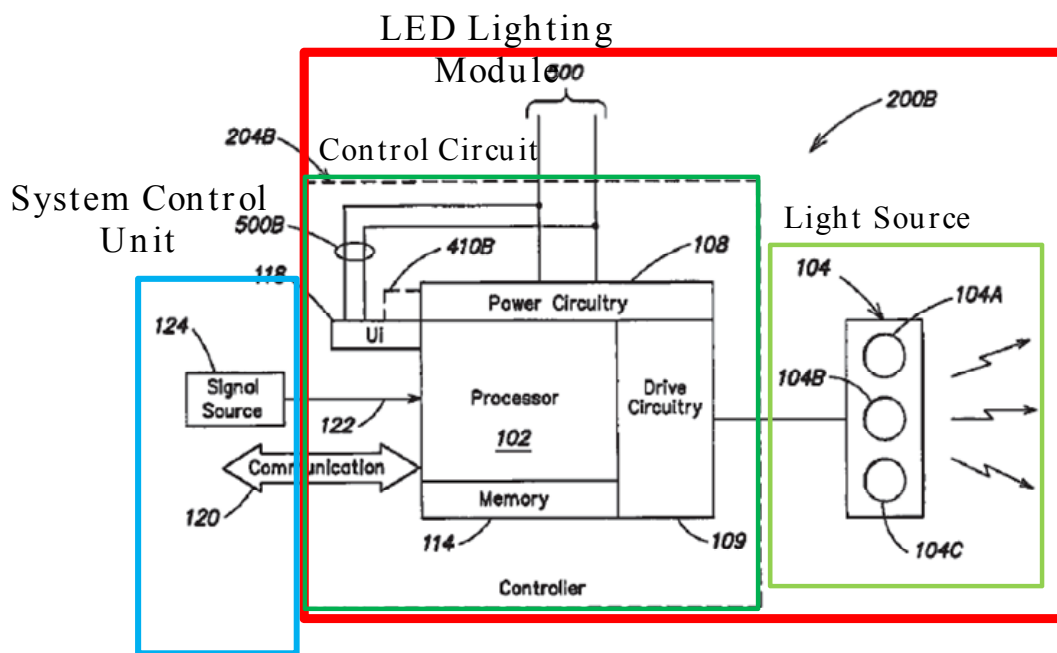 LED Lighting
Module
500
200B
204B
Control Circuit
System Control
Unit
Light Source
500B
410B
108
118
104
104A
Power Circuitry
124
UI
104B
Signal
Source
Processor
102
Drive
Circuitry
122
Communication
Memory
120
114
109
104C
Controller